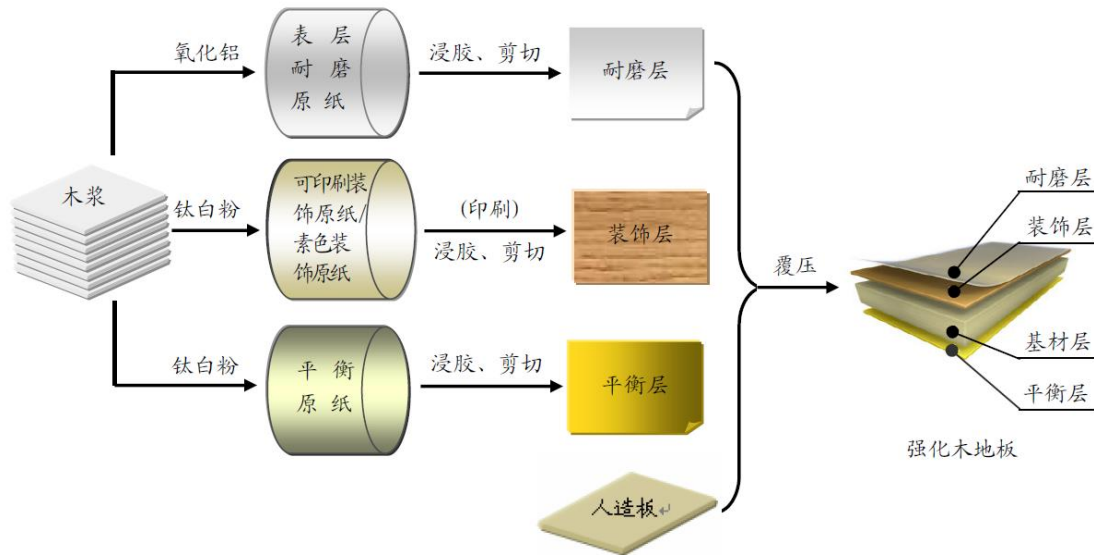 氧化铝
表层
耐磨
原纸
浸胶、剪切
耐磨层
木浆
钛白粉
可印刷装
饰原纸/
素色装
饰原纸
(印刷)
浸胶、剪切
装饰层
钛白粉
平衡
原纸
浸胶、剪切
平衡层
人造板
覆压
耐磨层
装饰层
基材层
平衡层
强化木地板